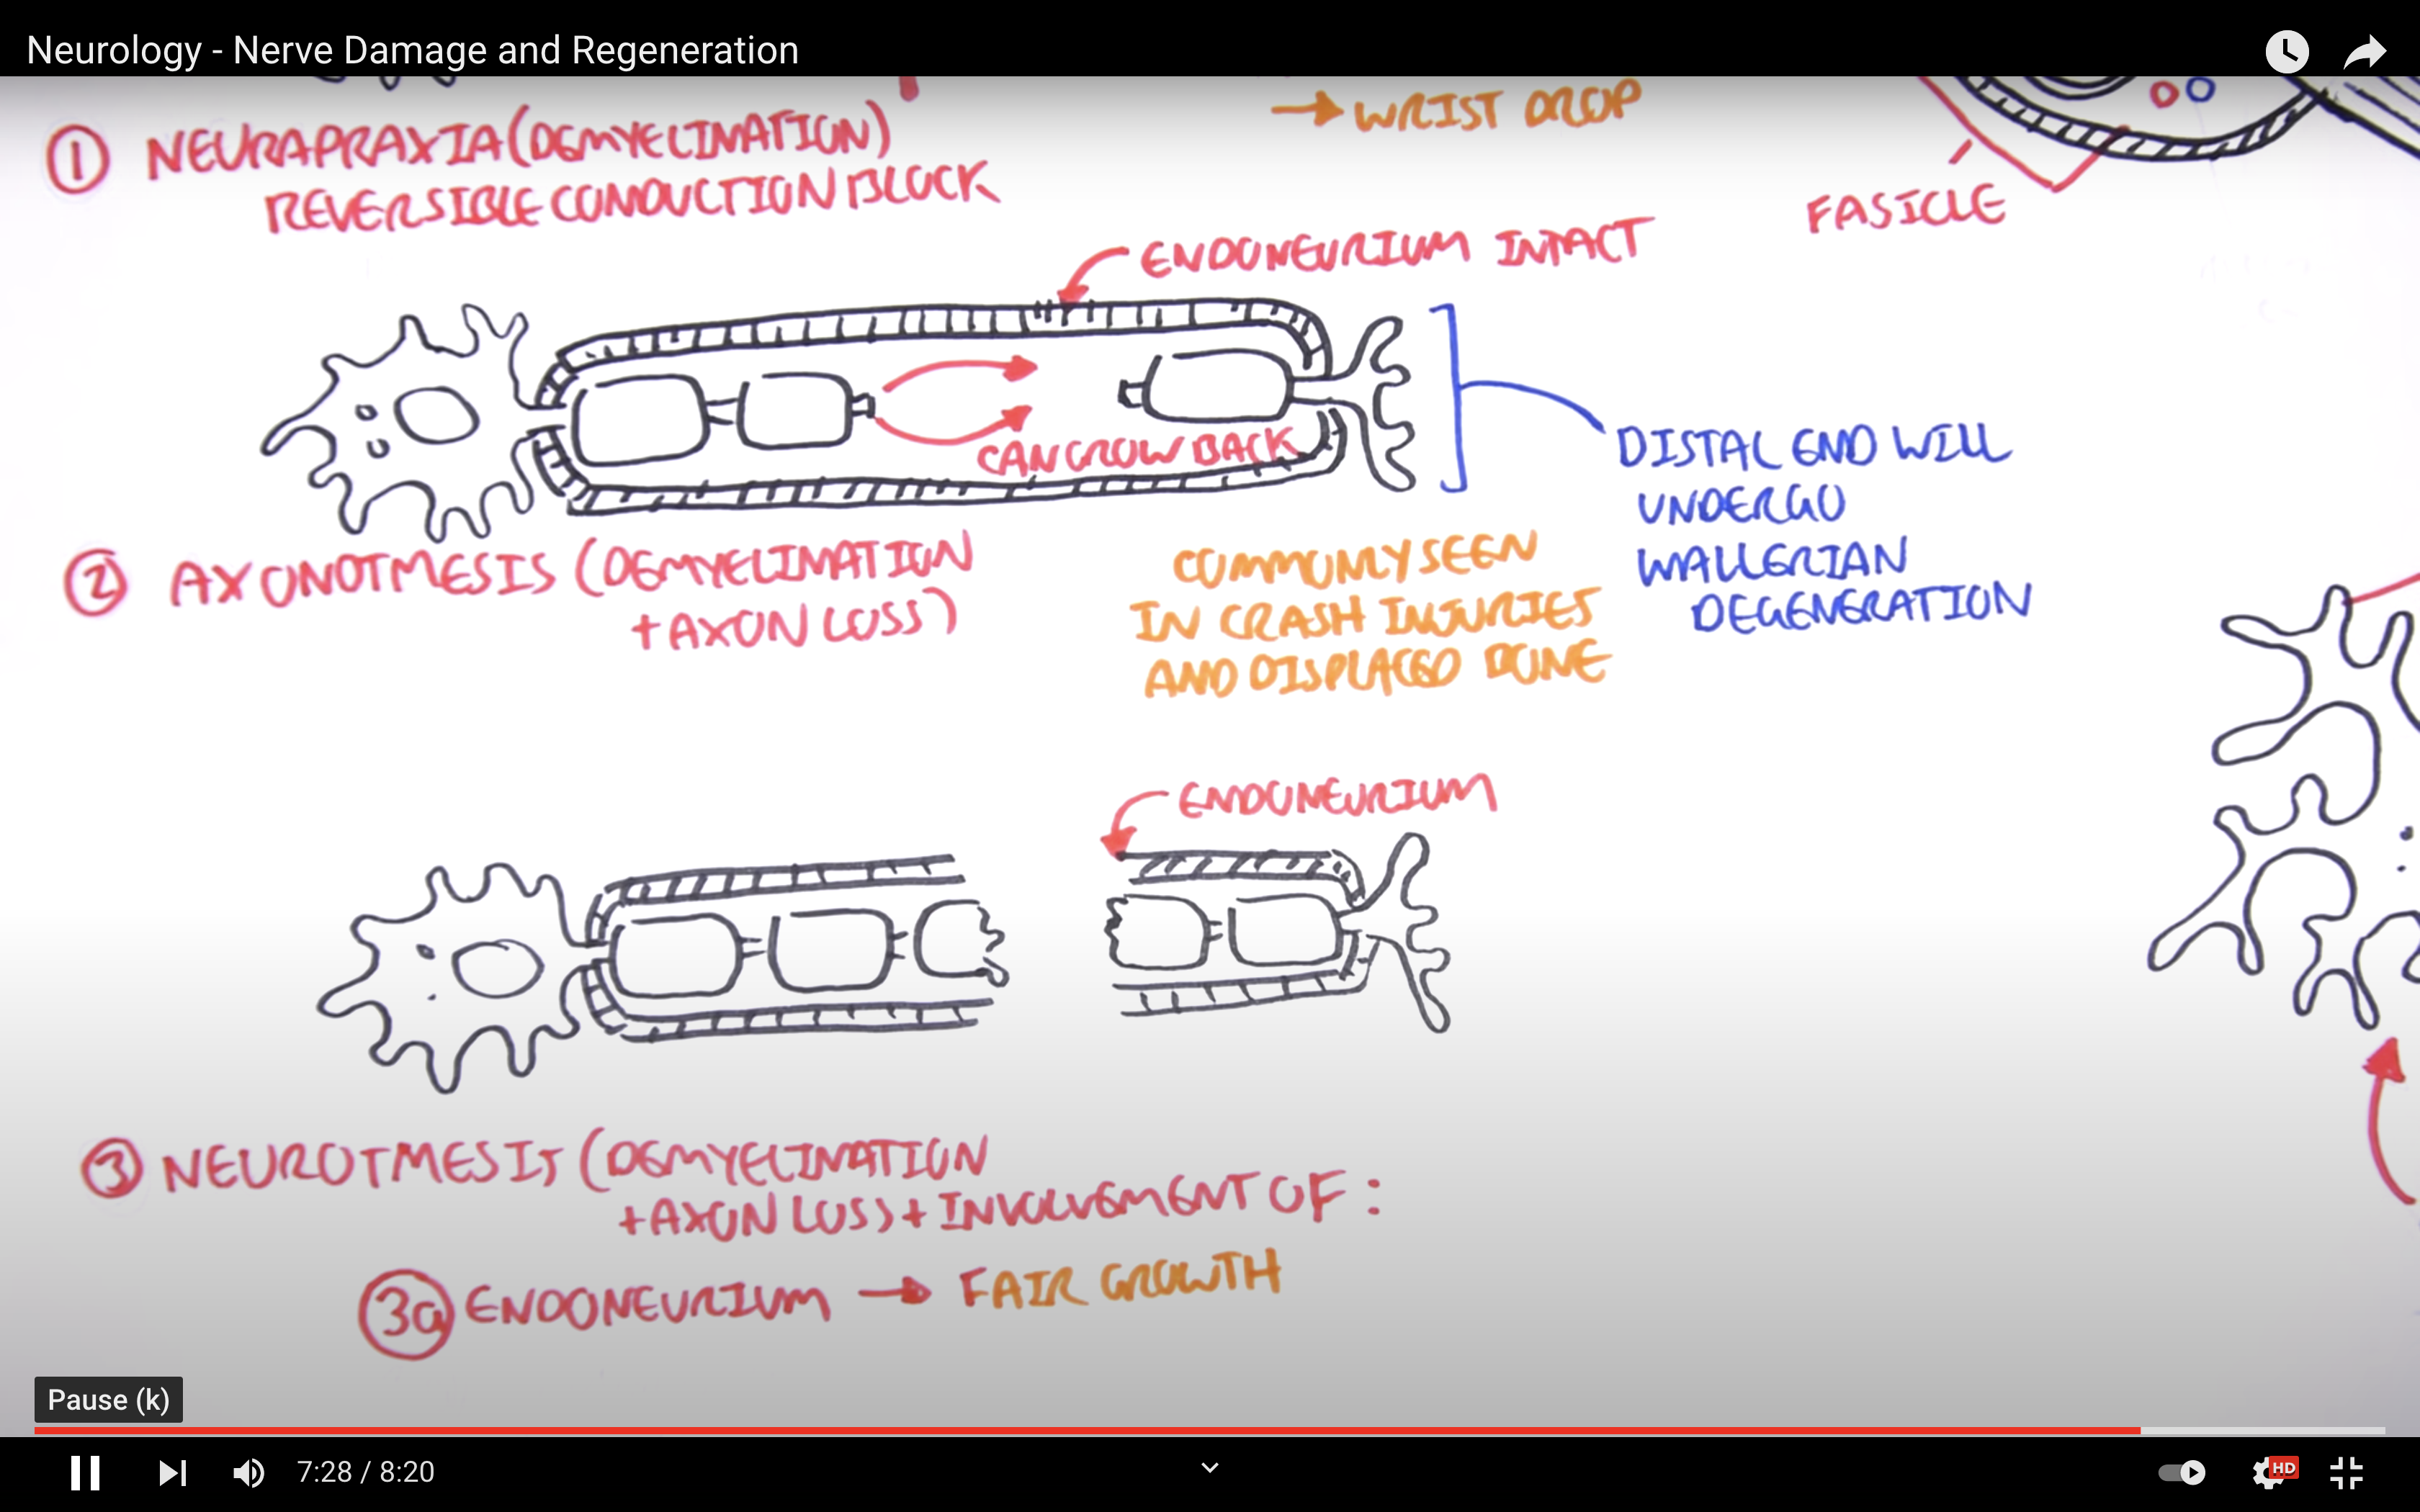 Neurology - Nerve Damage and Regeneration
→ WRIST DROP
① NEURAPRAXIA (DEMYELINATION)
REVERSIBLE CONDUCTION BLOCK
FASICLE
ENDONEURIUM INTACT
CAN GROW BACK
DISTAL END WILL
UNDERGO
WALLERIAN
DEGENERATION
② AXONOTMESIS (DEMYELINATION
+ AXON LOSS)
COMMONLY SEEN
IN CRASH INJURIES
AND DISPLACED BONE
ENDONEURIUM
③ NEUROTMESIS (DEMYELINATION
+ AXON LOSS) + INVOLVEMENT OF :
3a ENDONEURIUM → FAIR GROWTH
Pause (k)
7:28 / 8:20
HD